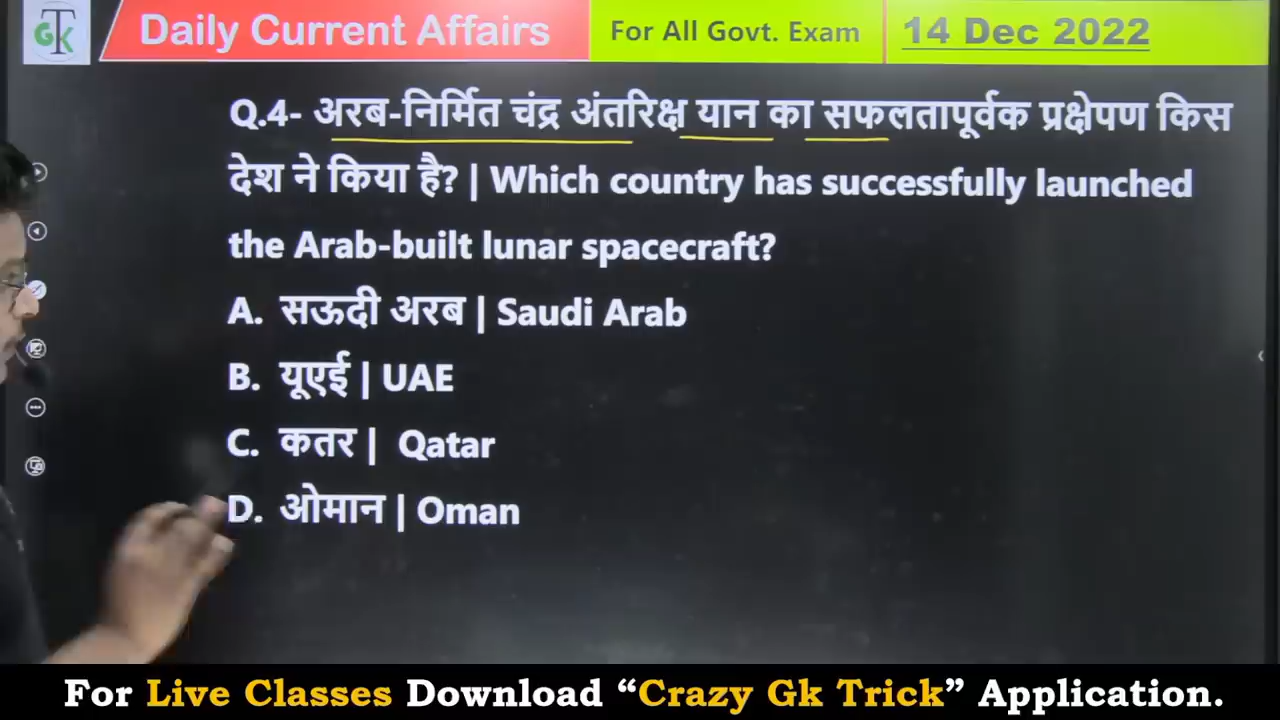 GTK
Daily Current Affairs
For All Govt. Exam
14 Dec 2022
Q.4- अरब-निर्मित चंद्र अंतरिक्ष यान का सफलतापूर्वक प्रक्षेपण किस
देश ने किया है? | Which country has successfully launched
the Arab-built lunar spacecraft?
A. सऊदी अरब | Saudi Arab
B. यूएई | UAE
C. कतर | Qatar
D. ओमान | Oman
For Live Classes Download “Crazy Gk Trick” Application.